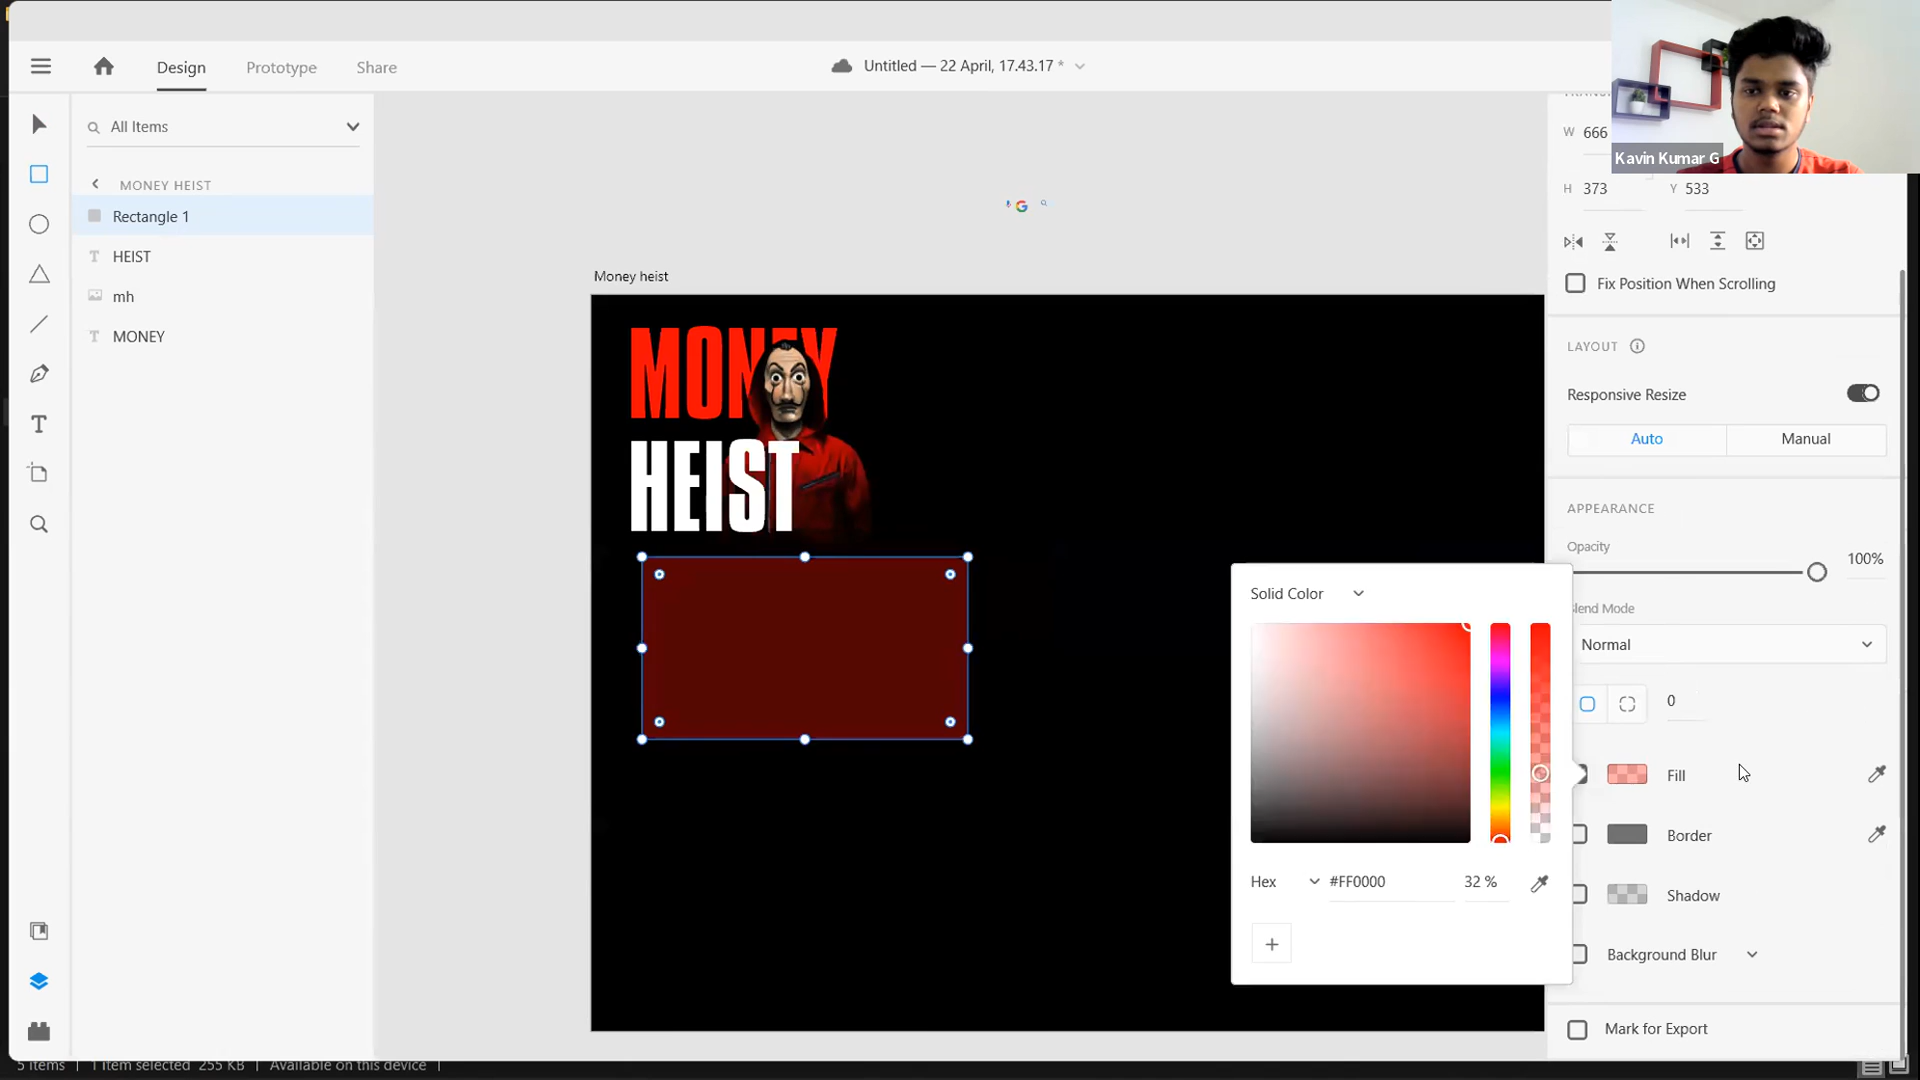 Design
Prototype
Share
Untitled — 22 April, 17.43.17 *
All Items
MONEY HEIST
Rectangle 1
HEIST
mh
MONEY
Money heist
MONEY
HEIST
Kavin Kumar G
W 666
H 373
Y 533
Fix Position When Scrolling
LAYOUT
Responsive Resize
Auto
Manual
APPEARANCE
Opacity
100%
Blend Mode
Normal
0
Fill
Border
Shadow
Background Blur
Mark for Export
Solid Color
Hex
#FF0000
32 %
5 items
1 item selected 255 KB
Available on this device